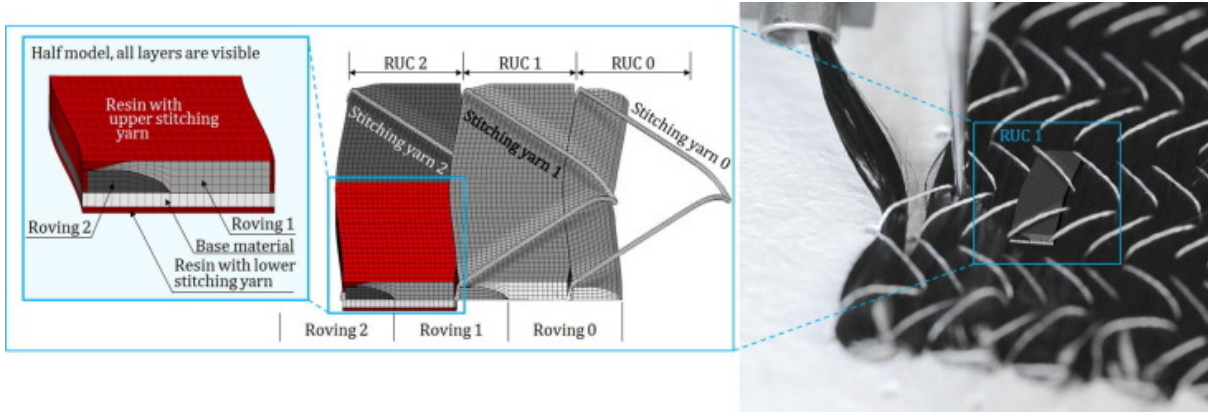 Half model, all layers are visible
Resin with
upper stitching
yarn
Roving 2
Roving 1
Base material
Resin with lower
stitching yarn
RUC 2
RUC 1
RUC 0
Stitching yarn 2
Stitching yarn 1
Stitching yarn 0
Roving 2
Roving 1
Roving 0
RUC 1